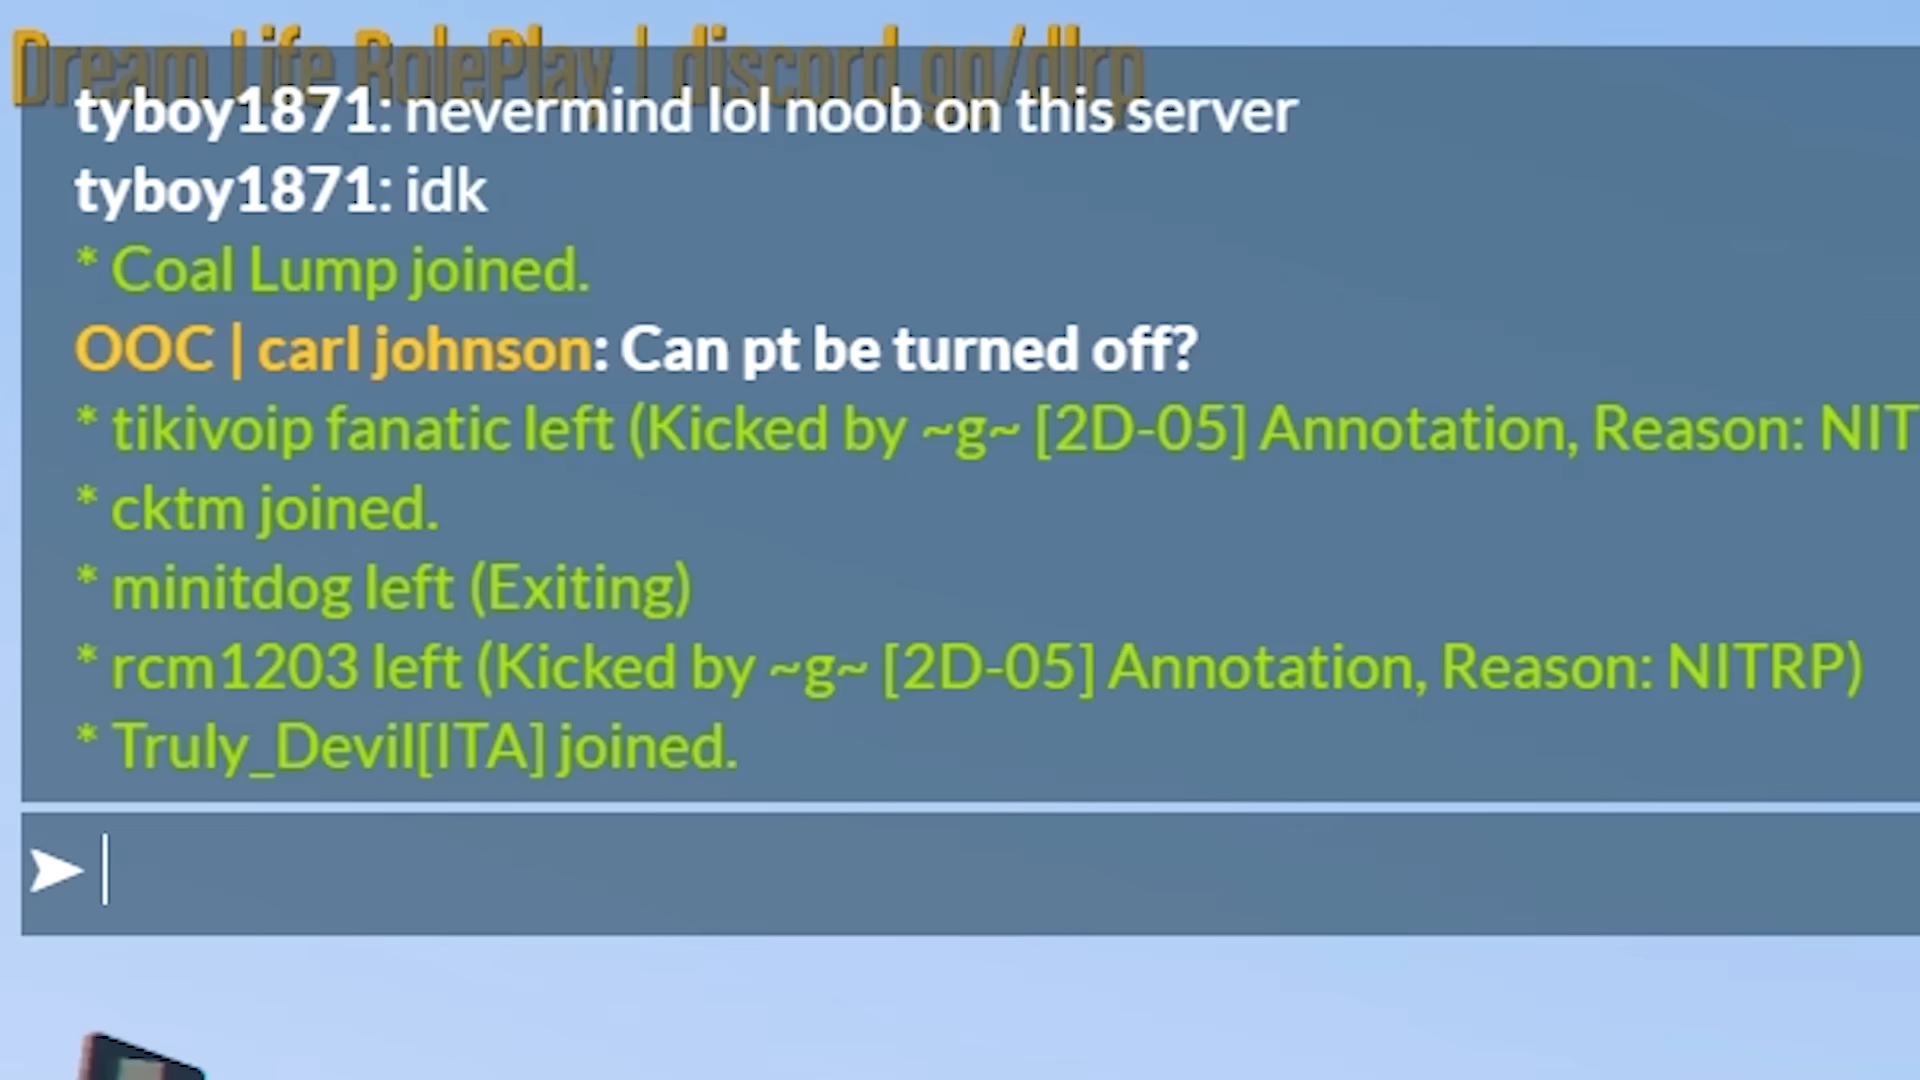 Dream Life RolePlay | discord.gg/dlrp
tyboy1871: nevermind lol noob on this server
tyboy1871: idk
* Coal Lump joined.
OOC | carl johnson: Can pt be turned off?
* tikivoip fanatic left (Kicked by ~g~ [2D-05] Annotation, Reason: NIT
* cktm joined.
* minitdog left (Exiting)
* rcm1203 left (Kicked by ~g~ [2D-05] Annotation, Reason: NITRP)
* Truly_Devil[ITA] joined.